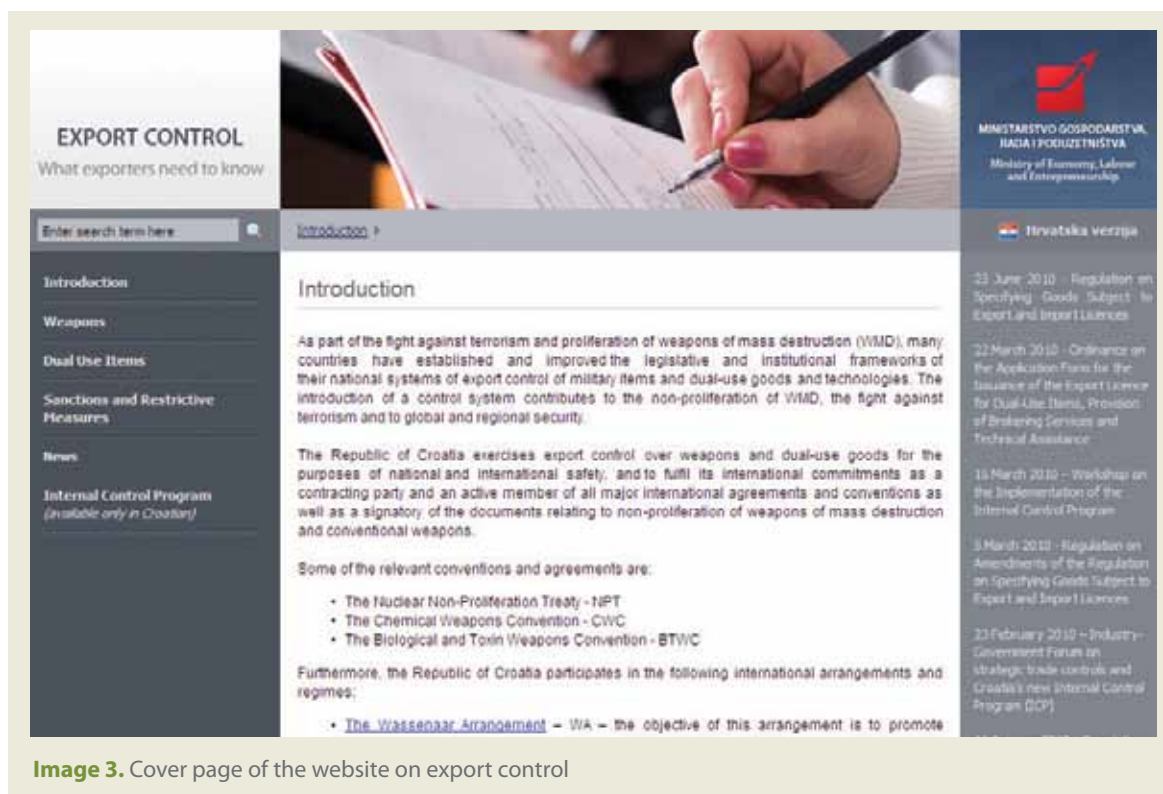 EXPORT CONTROL
What exporters need to know
MINISTARSTVO GOSPODARSTVA,
RADA I PODUZETNIŠTVA
Ministry of Economy, Labour
and Entrepreneurship
Enter search term here
Introduction
Hrvatska verzija
Introduction
Weapons
Dual Use Items
Sanctions and Restrictive
Measures
News
Internal Control Program
(available only in Croatian)
Introduction
As part of the fight against terrorism and proliferation of weapons of mass destruction (WMD), many
countries have established and improved the legislative and institutional frameworks of
their national systems of export control of military items and dual-use goods and technologies. The
introduction of a control system contributes to the non-proliferation of WMD, the fight against
terrorism and to global and regional security.
The Republic of Croatia exercises export control over weapons and dual-use goods for the
purposes of national and international safety, and to fulfil its international commitments as a
contracting party and an active member of all major international agreements and conventions as
well as a signatory of the documents relating to non-proliferation of weapons of mass destruction
and conventional weapons.
Some of the relevant conventions and agreements are:
• The Nuclear Non-Proliferation Treaty - NPT
• The Chemical Weapons Convention - CWC
• The Biological and Toxin Weapons Convention - BTWC
Furthermore, the Republic of Croatia participates in the following international arrangements and
regimes:
• The Wassenaar Arrangement – WA – the objective of this arrangement is to promote
23 June 2010 - Regulation on
Specifying Goods Subject to
Export and Import Licences
22 March 2010 - Ordinance on
the Application Form for the
Issuance of the Export Licence
for Dual-Use Items, Provision
of Brokering Services and
Technical Assistance
16 March 2010 – Workshop on
the Implementation of the
Internal Control Program
5 March 2010 - Regulation on
Amendments of the Regulation
on Specifying Goods Subject to
Export and Import Licences
23 February 2010 – Industry-
Government Forum on
strategic trade controls and
Croatia's new Internal Control
Program (ICP)
Image 3. Cover page of the website on export control